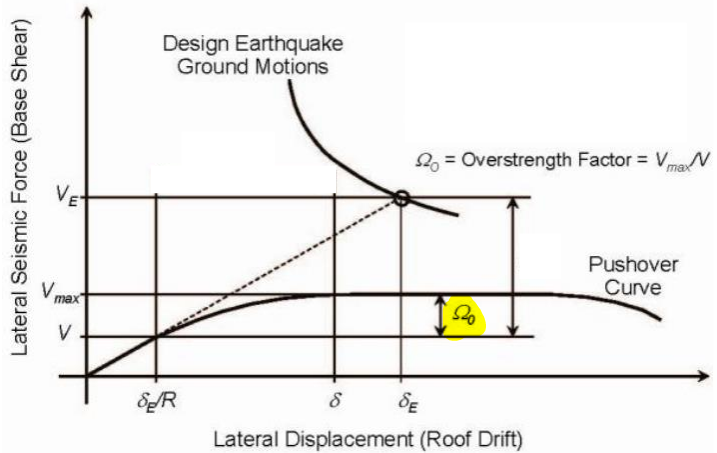 Design Earthquake
Ground Motions
Ω₀ = Overstrength Factor = Vmax/V
Lateral Seismic Force (Base Shear)
VE
Vmax
V
Ω₀
Pushover
Curve
δE/R
δ
δE
Lateral Displacement (Roof Drift)